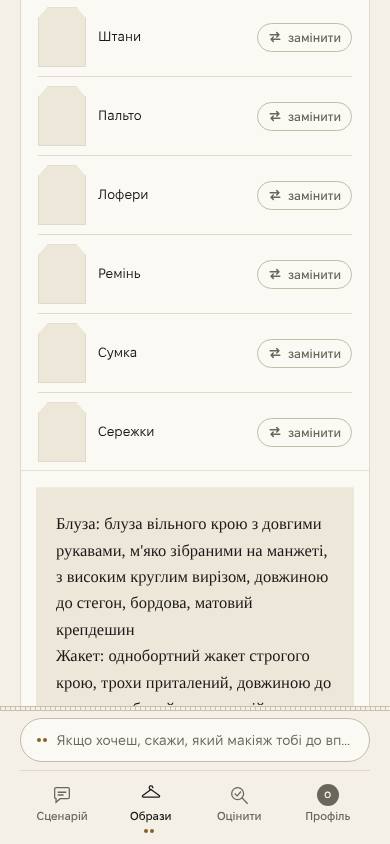 Штани
замінити
Пальто
замінити
Лофери
замінити
Ремінь
замінити
Сумка
замінити
Сережки
замінити
Блуза: блуза вільного крою з довгими
рукавами, м'яко зібраними на манжеті,
з високим круглим вирізом, довжиною
до стегон, бордова, матовий
крепдешин
Жакет: однобортний жакет строгого
крою, трохи приталений, довжиною до
Якщо хочеш, скажи, який макіяж тобі до вп...
Сценарій
Образи
Оцінити
О
Профіль